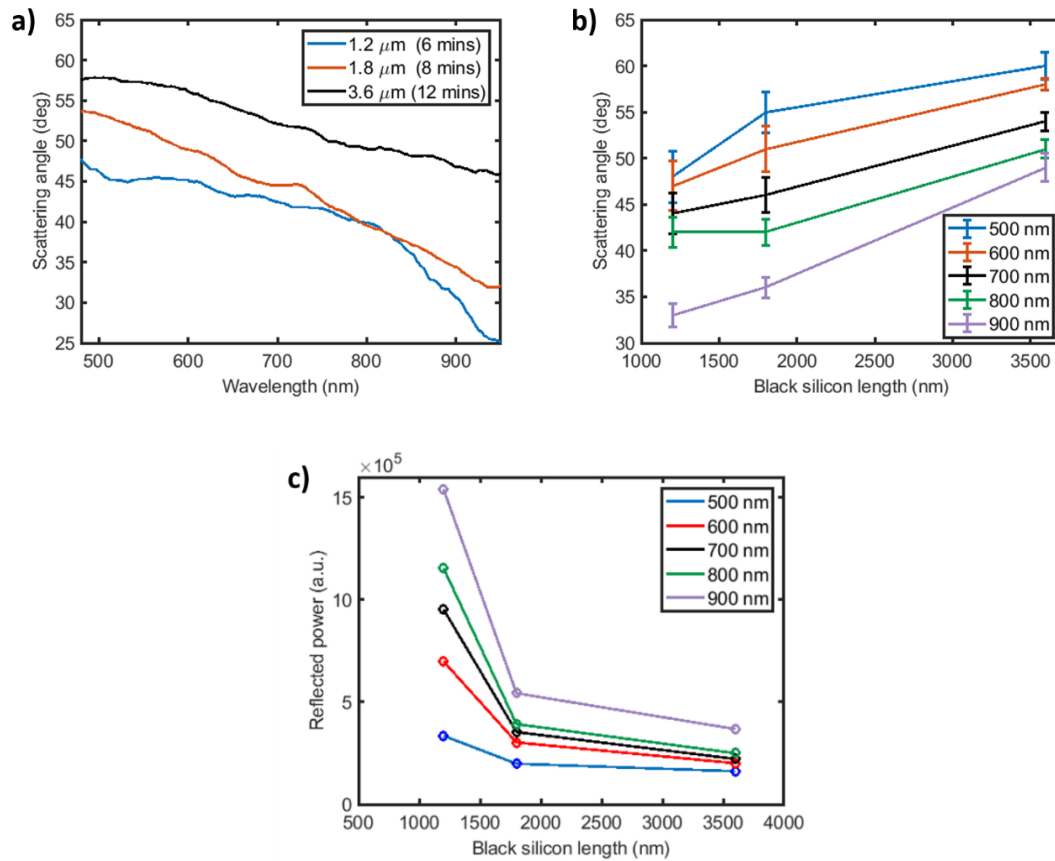 a)
65
60
55
50
45
40
35
30
25
Scattering angle (deg)
1.2 μm (6 mins)
1.8 μm (8 mins)
3.6 μm (12 mins)
500
600
700
800
900
Wavelength (nm)
b)
65
60
55
50
45
40
35
30
Scattering angle (deg)
500 nm
600 nm
700 nm
800 nm
900 nm
1000
1500
2000
2500
3000
3500
Black silicon length (nm)
c)
×10⁵
15
10
5
0
Reflected power (a.u.)
500 nm
600 nm
700 nm
800 nm
900 nm
500
1000
1500
2000
2500
3000
3500
4000
Black silicon length (nm)